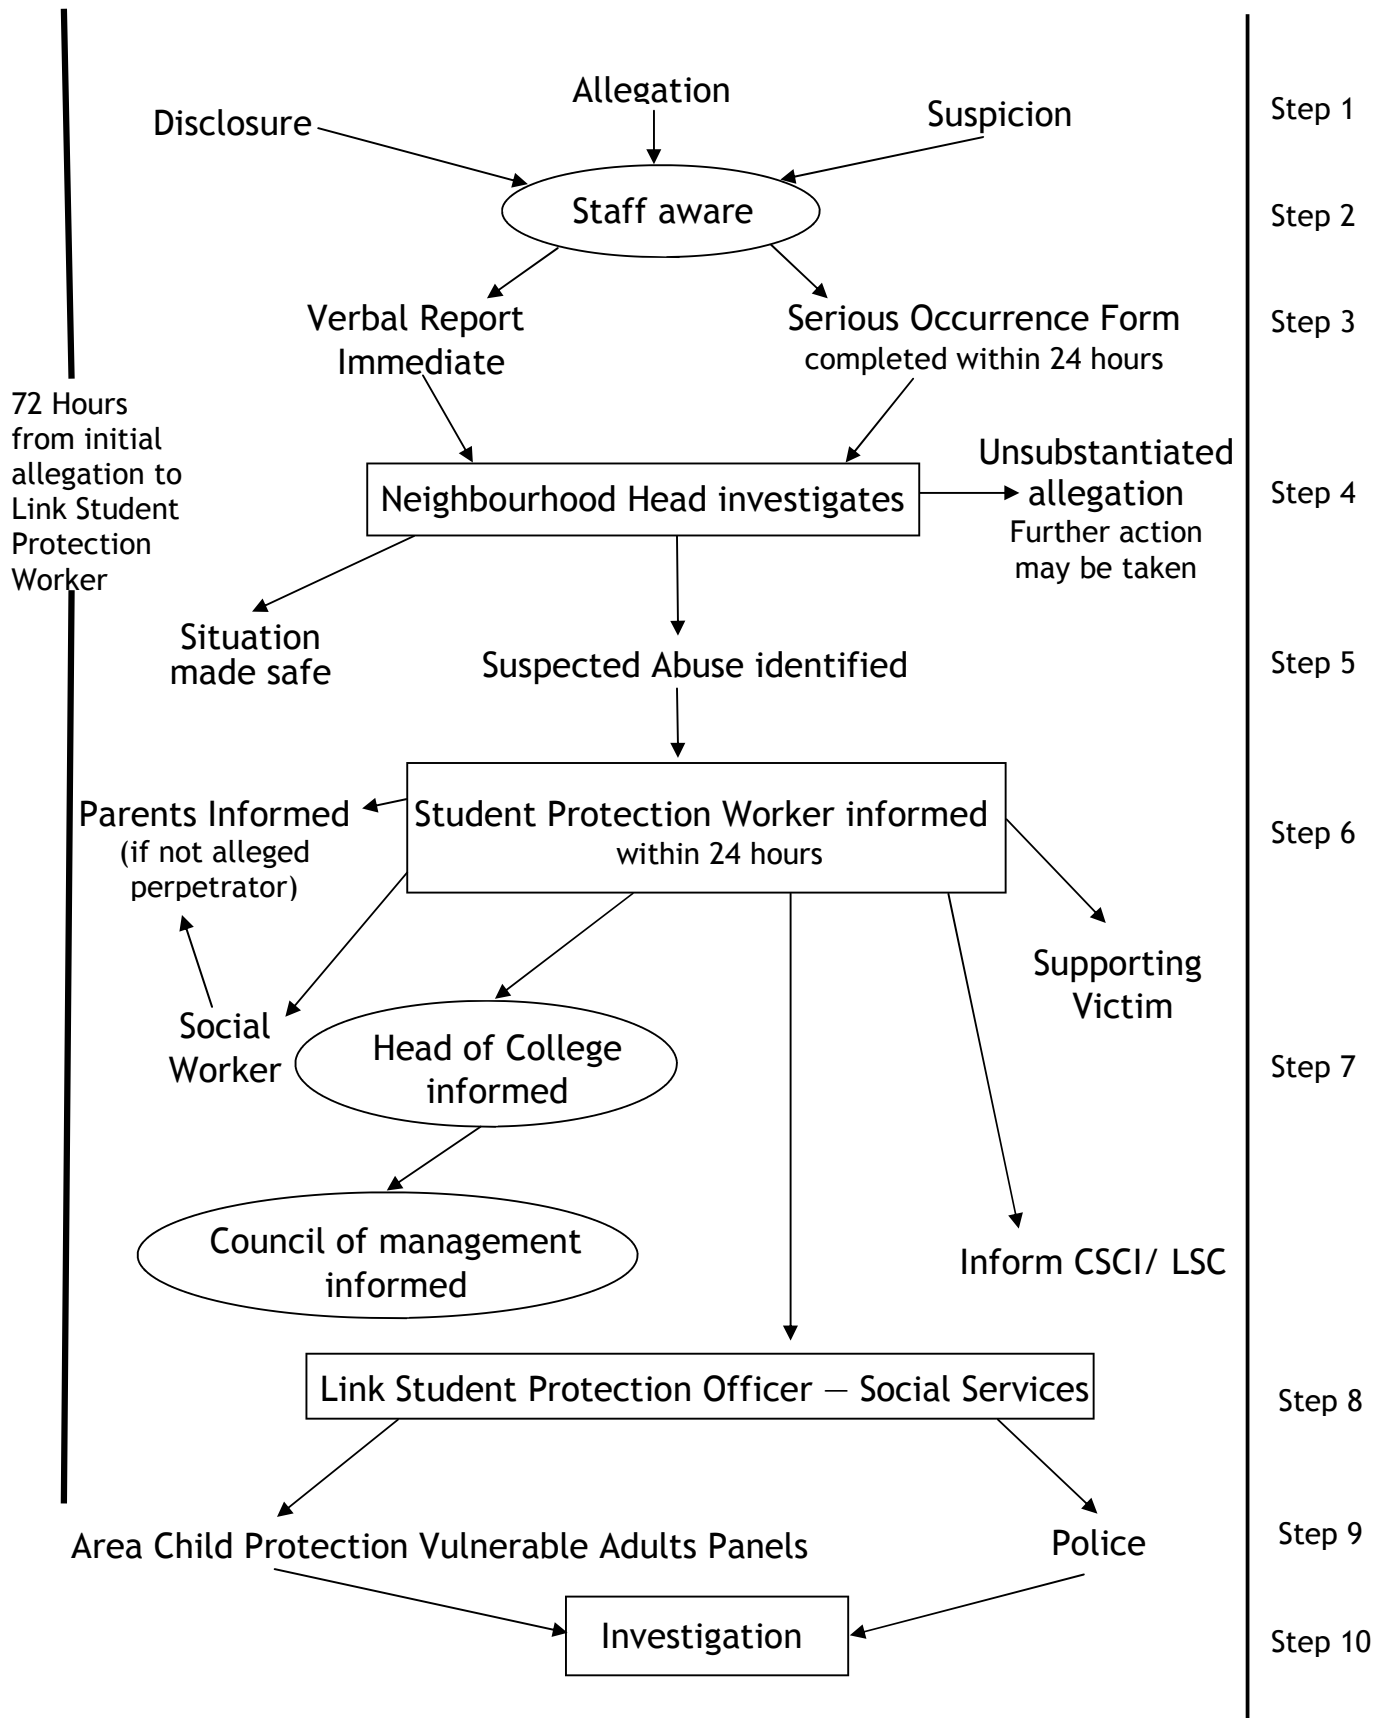 Allegation
Disclosure
Suspicion
Step 1
Staff aware
Step 2
Verbal Report
Immediate
Serious Occurrence Form
completed within 24 hours
Step 3
72 Hours
from initial
allegation to
Link Student
Protection
Worker
Neighbourhood Head investigates
Unsubstantiated
allegation
Further action
may be taken
Step 4
Situation
made safe
Suspected Abuse identified
Step 5
Parents Informed
(if not alleged
perpetrator)
Student Protection Worker informed
within 24 hours
Step 6
Supporting
Victim
Social
Worker
Head of College
informed
Step 7
Council of management
informed
Inform CSCI/ LSC
Link Student Protection Officer — Social Services
Step 8
Area Child Protection Vulnerable Adults Panels
Police
Step 9
Investigation
Step 10